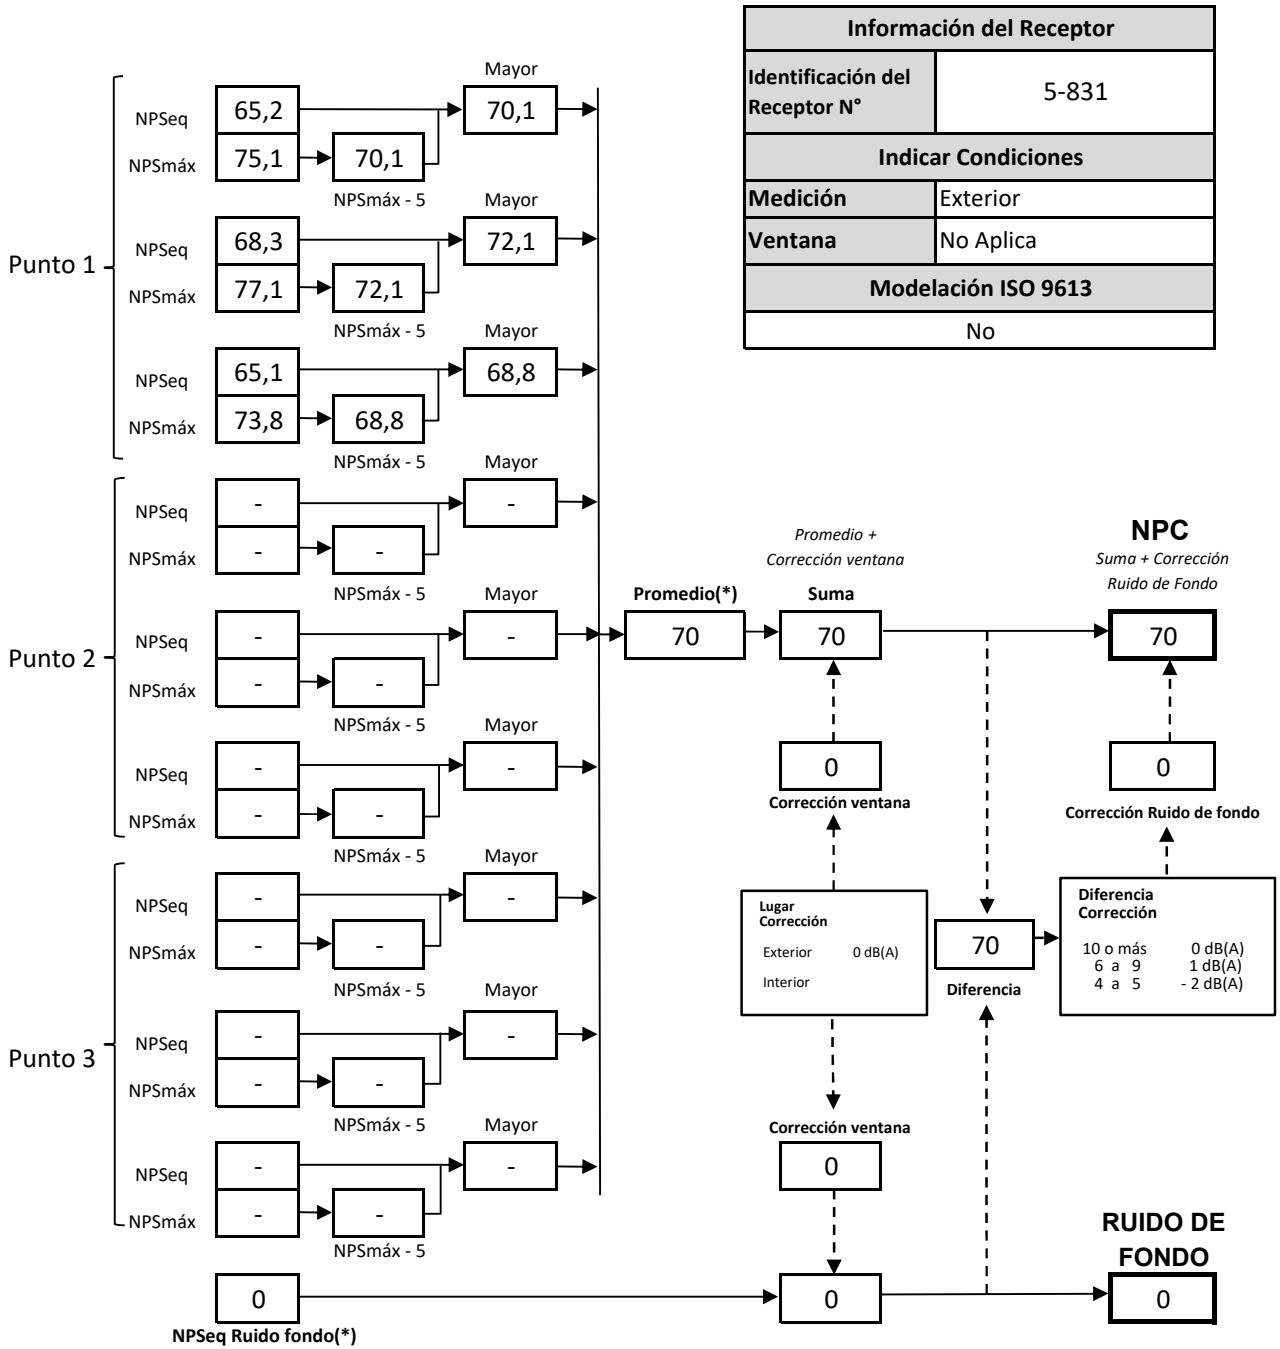 Información del Receptor
Identificación del
Receptor N°
5-831
Indicar Condiciones
Medición
Exterior
Ventana
No Aplica
Modelación ISO 9613
No
Punto 1
Mayor
NPSeq
65,2
70,1
NPSmáx
75,1
70,1
NPSmáx - 5
Mayor
NPSeq
68,3
72,1
NPSmáx
77,1
72,1
NPSmáx - 5
Mayor
NPSeq
65,1
68,8
NPSmáx
73,8
68,8
NPSmáx - 5
Punto 2
Mayor
NPSeq
-
-
NPSmáx
-
-
NPSmáx - 5
Mayor
NPSeq
-
-
NPSmáx
-
-
NPSmáx - 5
Mayor
NPSeq
-
-
NPSmáx
-
-
NPSmáx - 5
Punto 3
Mayor
NPSeq
-
-
NPSmáx
-
-
NPSmáx - 5
NPSeq
-
-
NPSmáx
-
-
NPSmáx - 5
Mayor
NPSeq
-
-
NPSmáx
-
-
NPSmáx - 5
0
NPSeq Ruido fondo(*)
Promedio(*)
70
Promedio +
Corrección ventana
Suma
70
0
Corrección ventana
Lugar
Corrección
Exterior 0 dB(A)
Interior
Corrección ventana
0
0
70
Diferencia
NPC
Suma + Corrección
Ruido de Fondo
70
0
Corrección Ruido de fondo
Diferencia
Corrección
10 o más 0 dB(A)
6 a 9 1 dB(A)
4 a 5 - 2 dB(A)
RUIDO DE
FONDO
0